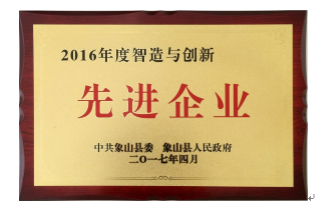 2016年度智造与创新
先进企业
中共象山县委 象山县人民政府
二〇一七年四月